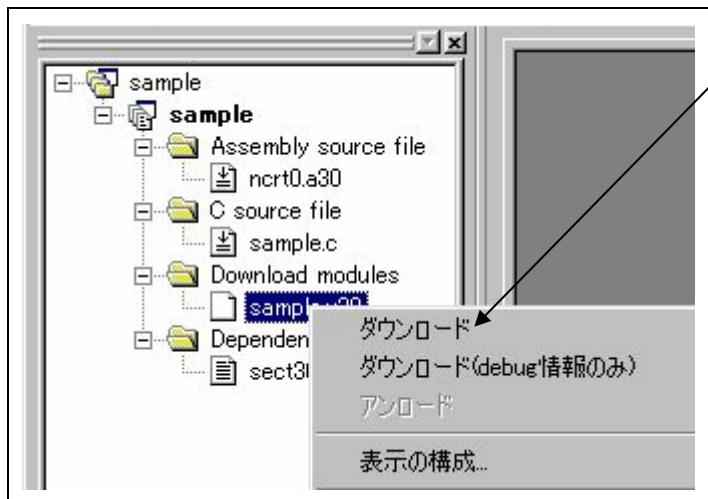 sample
sample
Assembly source file
ncrt0.a30
C source file
sample.c
Download modules
Dependen
sect3
ダウンロード
ダウンロード(debug情報のみ)
アンロード
表示の構成...